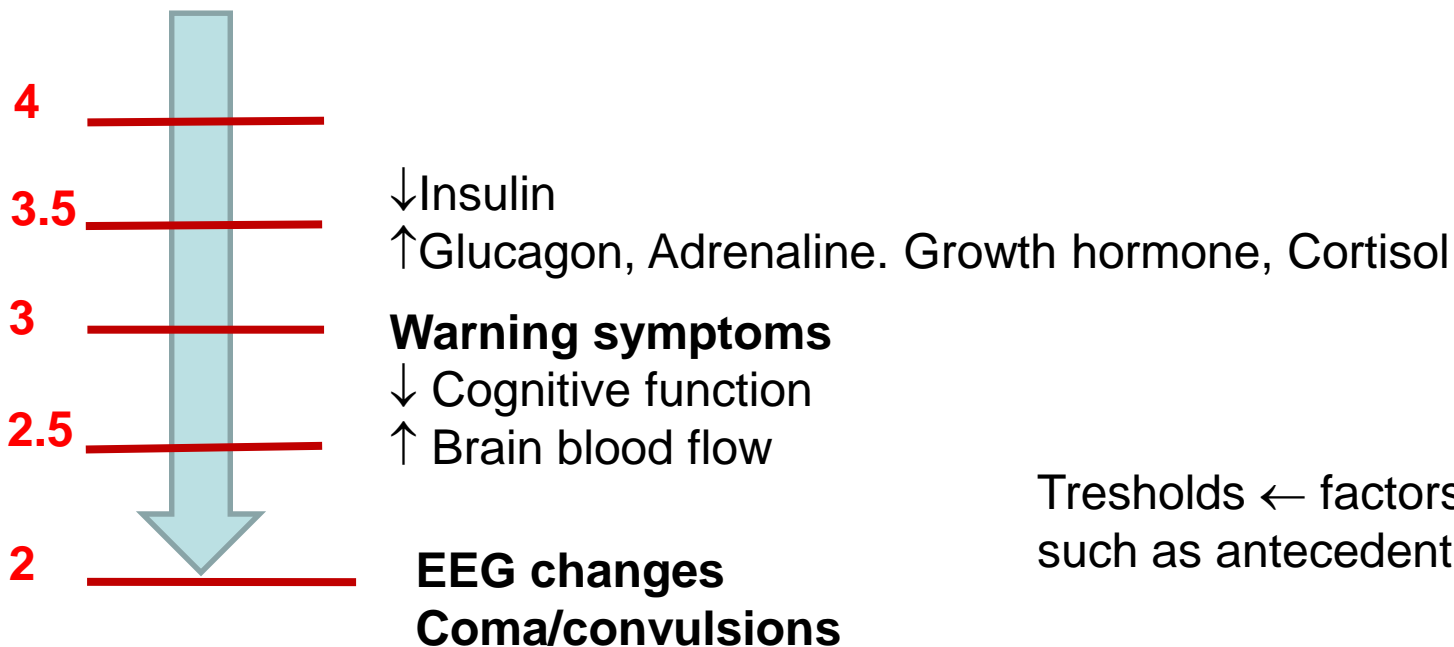 4
3.5
↓Insulin
↑Glucagon, Adrenaline. Growth hormone, Cortisol
3
Warning symptoms
↓ Cognitive function
2.5
↑ Brain blood flow
Tresholds ← factors
such as antecedent
2
EEG changes
Coma/convulsions